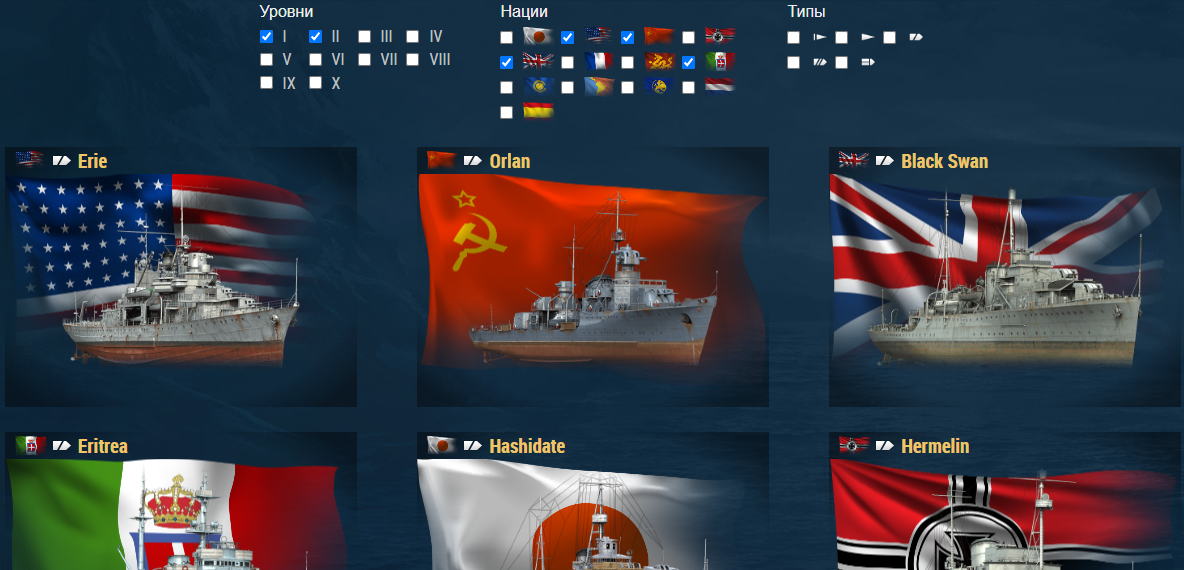 Уровни Нации Типы
I II III IV
V VI VII VIII
IX X
Erie Orlan Black Swan
Eritrea Hashidate Hermelin